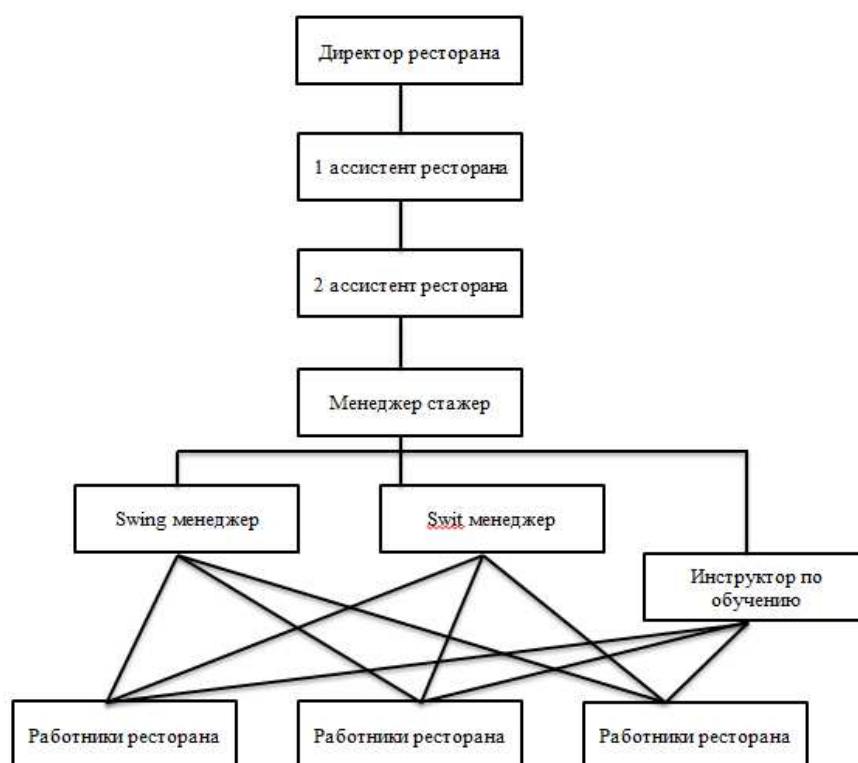 Директор ресторана
1 ассистент ресторана
2 ассистент ресторана
Менеджер стажер
Swing менеджер
Swit менеджер
Инструктор по
обучению
Работники ресторана
Работники ресторана
Работники ресторана